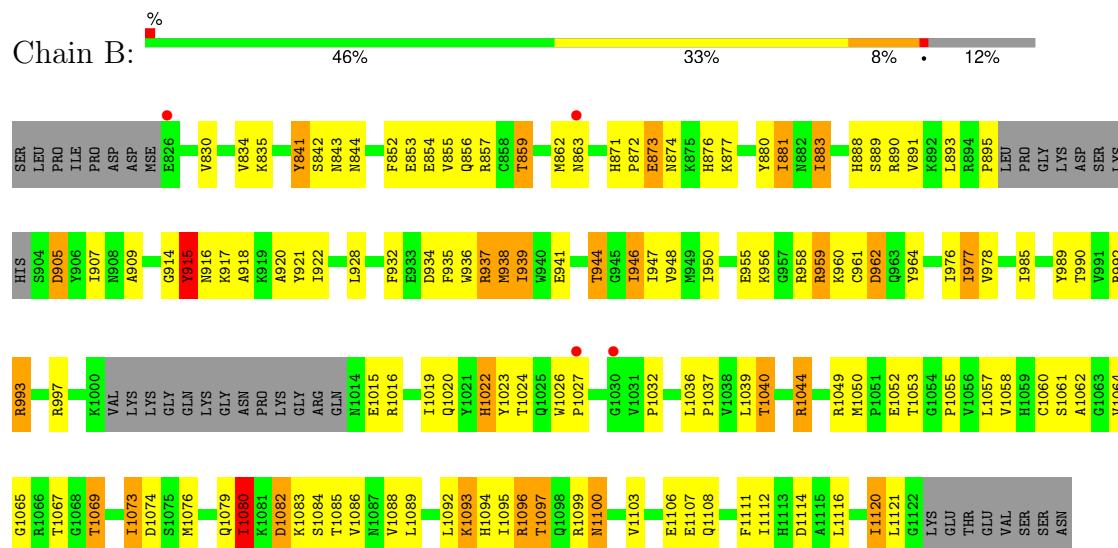 %
Chain B:
46% 33% 8% • 12%
SER LEU PRO ILE PRO ASP ASP MSE E826 V830 V834 K835 Y841 S842 N843 N844 F852 E853 E854 V855 Q856 R857 C858 T859 M862 N863 H871 P872 E873 N874 K875 H876 K877 Y880 I881 N882 I883 H888 S889 R890 V891 K892 L893 R894 P895 LEU PRO GLY LYS ASP SER LYS
HIS S904 D905 Y906 I907 N908 A909 G914 Y915 N916 K917 A918 K919 A920 Y921 I922 L928 F932 E933 D934 F935 W936 R937 M938 I939 W940 E941 T944 G945 I946 I947 V948 M949 I950 E955 K956 G957 R958 R959 K960 C961 D962 Q963 Y964 I976 I977 V978 I985 Y989 T990 V991 R992
R993 R997 K1000 VAL LYS LYS GLY GLN LYS GLY ASN PRO LYS GLY ARG GLN N1014 E1015 R1016 I1019 Q1020 Y1021 H1022 Y1023 T1024 Q1025 W1026 P1027 G1030 V1031 P1032 L1036 P1037 V1038 L1039 T1040 R1044 R1049 M1050 P1051 E1052 T1053 G1054 P1055 V1056 L1057 V1058 H1059 C1060 S1061 A1062 G1063 V1064
G1065 R1066 T1067 G1068 T1069 I1073 D1074 S1075 M1076 Q1079 I1080 K1081 D1082 K1083 S1084 T1085 V1086 N1087 V1088 L1089 L1092 K1093 H1094 I1095 R1096 T1097 Q1098 R1099 N1100 V1103 E1106 E1107 Q1108 F1111 I1112 H1113 D1114 A1115 L1116 I1120 L1121 G1122 LYS GLU THR GLU VAL SER SER ASN